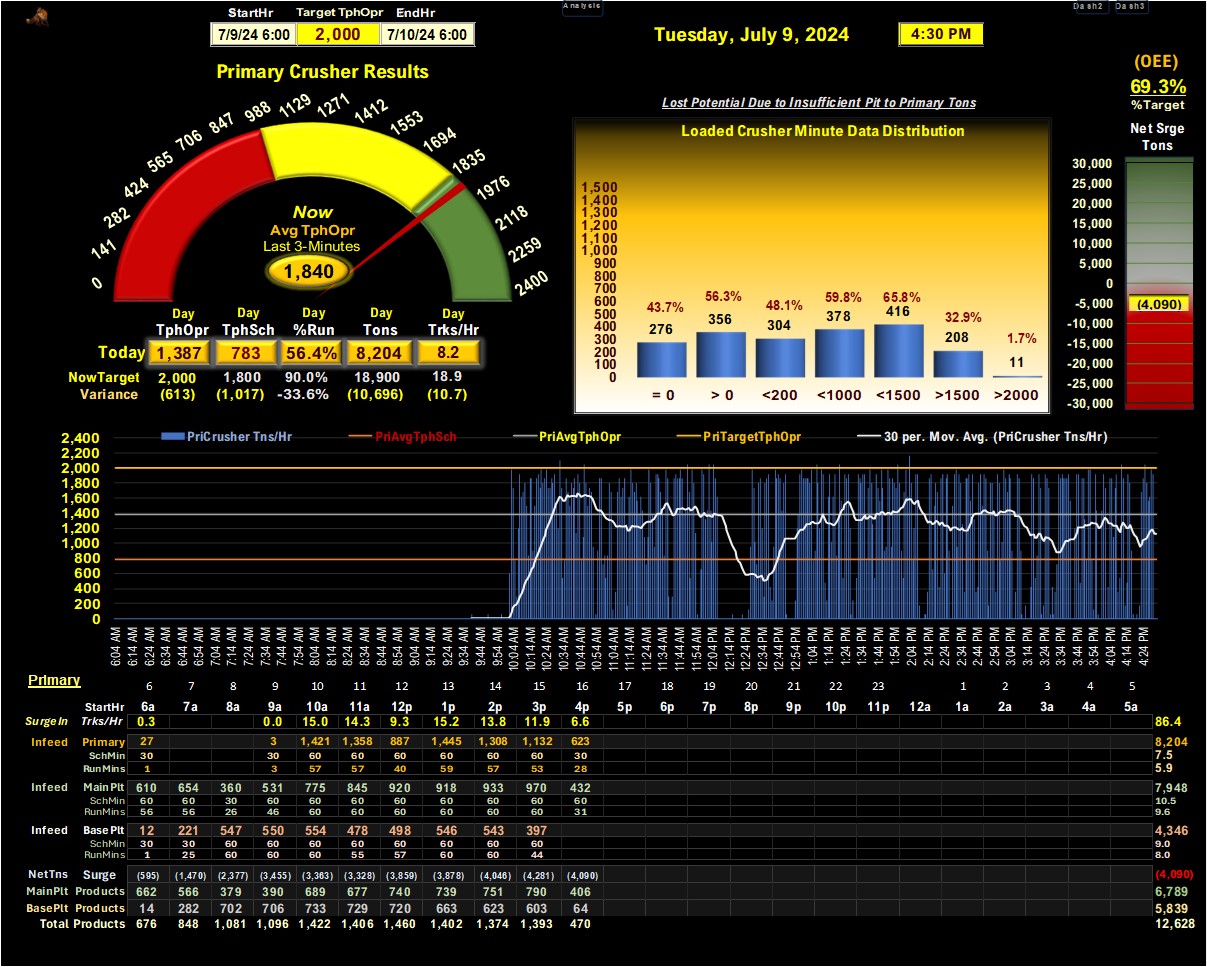 StartHr Target TphOpr EndHr
7/9/24 6:00 2,000 7/10/24 6:00
Analysis
Dash2 Dash3
Tuesday, July 9, 2024 4:30 PM
(OEE)
69.3%
%Target
Primary Crusher Results
0 141 282 424 565 706 847 988 1129 1271 1412 1553 1694 1835 1976 2118 2259 2400
Now
Avg TphOpr
Last 3-Minutes
1,840
Day Day Day Day Day
TphOpr TphSch %Run Tons Trks/Hr
Today 1,387 783 56.4% 8,204 8.2
NowTarget 2,000 1,800 90.0% 18,900 18.9
Variance (613) (1,017) -33.6% (10,696) (10.7)
Lost Potential Due to Insufficient Pit to Primary Tons
Loaded Crusher Minute Data Distribution
1,500
1,400
1,300
1,200
1,100
1,000
900
800
700
600
500
400
300
200
100
0
43.7% 56.3% 48.1% 59.8% 65.8% 32.9% 1.7%
276 356 304 378 416 208 11
= 0 > 0 <200 <1000 <1500 >1500 >2000
Net Srge
Tons
30,000
25,000
20,000
15,000
10,000
5,000
0
-5,000
-10,000
-15,000
-20,000
-25,000
-30,000
(4,090)
PriCrusher Tns/Hr PriAvgTphSch PriAvgTphOpr PriTargetTphOpr 30 per. Mov. Avg. (PriCrusher Tns/Hr)
2,400
2,200
2,000
1,800
1,600
1,400
1,200
1,000
800
600
400
200
0
6:04 AM 6:14 AM 6:24 AM 6:34 AM 6:44 AM 6:54 AM 7:04 AM 7:14 AM 7:24 AM 7:34 AM 7:44 AM 7:54 AM 8:04 AM 8:14 AM 8:24 AM 8:34 AM 8:44 AM 8:54 AM 9:04 AM 9:14 AM 9:24 AM 9:34 AM 9:44 AM 9:54 AM 10:04 AM 10:14 AM 10:24 AM 10:34 AM 10:44 AM 10:54 AM 11:04 AM 11:14 AM 11:24 AM 11:34 AM 11:44 AM 11:54 AM 12:04 PM 12:14 PM 12:24 PM 12:34 PM 12:44 PM 12:54 PM 1:04 PM 1:14 PM 1:24 PM 1:34 PM 1:44 PM 1:54 PM 2:04 PM 2:14 PM 2:24 PM 2:34 PM 2:44 PM 2:54 PM 3:04 PM 3:14 PM 3:24 PM 3:34 PM 3:44 PM 3:54 PM 4:04 PM 4:14 PM 4:24 PM
Primary
6 7 8 9 10 11 12 13 14 15 16 17 18 19 20 21 22 23 1 2 3 4 5
StartHr 6a 7a 8a 9a 10a 11a 12p 1p 2p 3p 4p 5p 6p 7p 8p 9p 10p 11p 12a 1a 2a 3a 4a 5a
SurgeIn Trks/Hr 0.3 0.0 15.0 14.3 9.3 15.2 13.8 11.9 6.6 86.4
Infeed Primary 27 3 1,421 1,358 887 1,445 1,308 1,132 623 8,204
SchMin 30 30 60 60 60 60 60 60 30 7.5
RunMins 1 3 57 57 40 59 57 53 28 5.9
Infeed MainPlt 610 654 360 531 775 845 920 918 933 970 432 7,948
SchMin 60 60 30 60 60 60 60 60 60 60 60 10.5
RunMins 56 56 26 46 60 60 60 60 60 60 31 9.6
Infeed Base Plt 12 221 547 550 554 478 498 546 543 397 4,346
SchMin 30 30 60 60 60 60 60 60 60 60 9.0
RunMins 1 25 60 60 60 55 57 60 60 44 8.0
NetTns Surge (595) (1,470) (2,377) (3,455) (3,363) (3,328) (3,859) (3,878) (4,046) (4,281) (4,090) (4,090)
MainPlt Products 662 566 379 390 689 677 740 739 751 790 406 6,789
BasePlt Products 14 282 702 706 733 729 720 663 623 603 64 5,839
Total Products 676 848 1,081 1,096 1,422 1,406 1,460 1,402 1,374 1,393 470 12,628